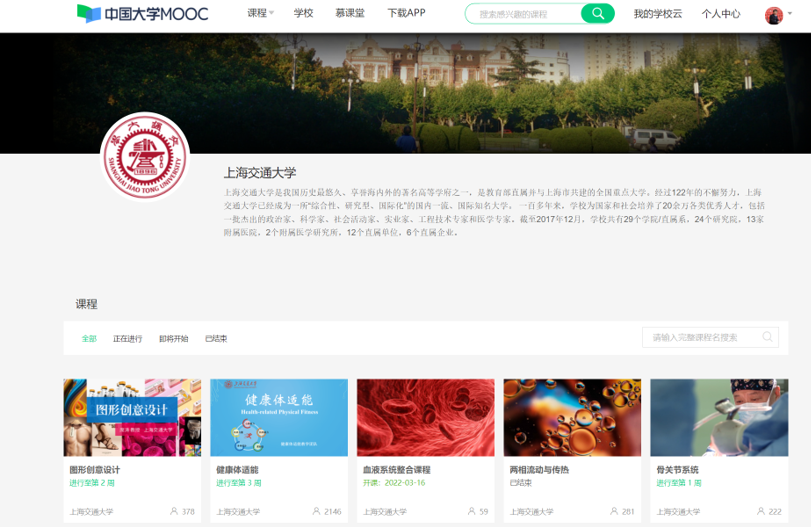 中国大学MOOC
课程
学校
慕课堂
下载APP
搜索感兴趣的课程
我的学校云
个人中心
SHANGHAI JIAO TONG UNIVERSITY
上海交通大学
上海交通大学是我国历史最悠久、享誉海内外的著名高等学府之一，是教育部直属并与上海市共建的全国重点大学。经过122年的不懈努力，上海
交通大学已经成为一所“综合性、研究型、国际化”的国内一流、国际知名大学。 一百多年来，学校为国家和社会培养了20余万各类优秀人才，包括
一批杰出的政治家、科学家、社会活动家、实业家、工程技术专家和医学专家。截至2017年12月，学校共有29个学院/直属系，24个研究院，13家
附属医院，2个附属医学研究所，12个直属单位，6个直属企业。
课程
全部
正在进行
即将开始
已结束
请输入完整课程名搜索
图形创意设计
上海交通大学
健康体适能
Health-related Physical Fitness
图形创意设计
进行至第 2 周
上海交通大学
378
健康体适能
进行至第 3 周
上海交通大学
2146
血液系统整合课程
开课：2022-03-16
上海交通大学
59
两相流动与传热
已结束
上海交通大学
281
骨关节系统
进行至第 1 周
上海交通大学
222